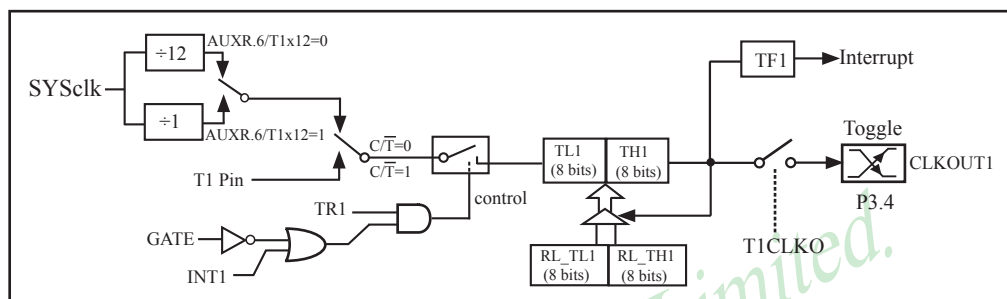 ÷12
AUXR.6/T1x12=0
SYSclk
÷1
AUXR.6/T1x12=1
C/T̅=0
C/T̅=1
T1 Pin
control
TR1
GATE
INT1
TL1
(8 bits)
TH1
(8 bits)
RL_TL1
(8 bits)
RL_TH1
(8 bits)
TF1
Interrupt
Toggle
CLKOUT1
P3.4
T1CLKO
Limited.